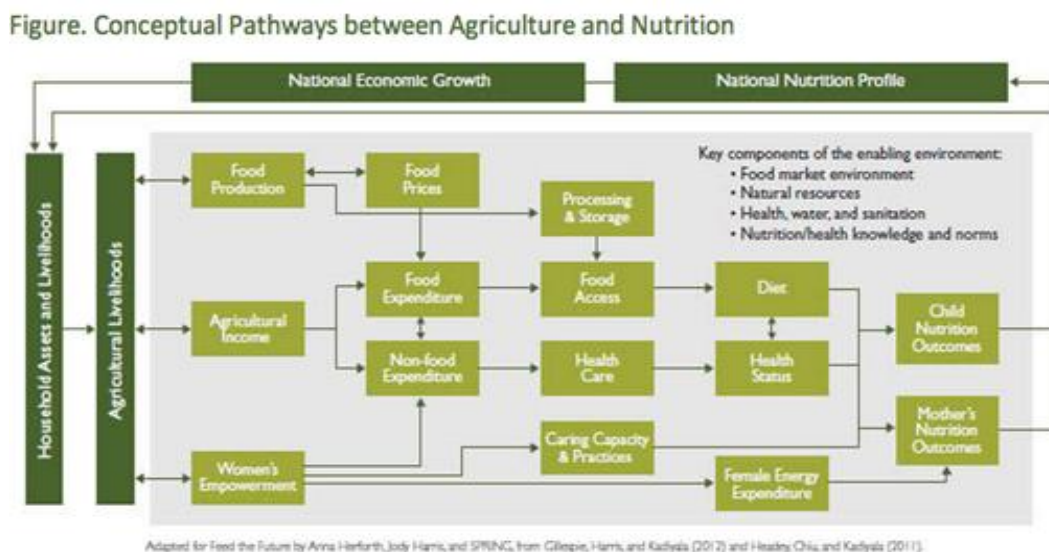 Figure. Conceptual Pathways between Agriculture and Nutrition
National Economic Growth
National Nutrition Profile
Household Assets and Livelihoods
Agricultural Livelihoods
Food
Production
Food
Prices
Processing
& Storage
Key components of the enabling environment:
• Food market environment
• Natural resources
• Health, water, and sanitation
• Nutrition/health knowledge and norms
Agricultural
Income
Food
Expenditure
Food
Access
Diet
Child
Nutrition
Outcomes
Non-food
Expenditure
Health
Care
Health
Status
Women's
Empowerment
Caring Capacity
& Practices
Female Energy
Expenditure
Mother's
Nutrition
Outcomes
Adapted for Feed the Future by Anna Herforth, Jody Harris, and SPRING, from Gillespie, Harris, and Kadiyala (2012) and Headey, Chiu, and Kadiyala (2011).